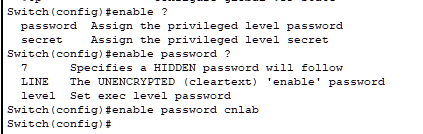 Switch(config)#enable ?
  password  Assign the privileged level password
  secret    Assign the privileged level secret
Switch(config)#enable password ?
  7      Specifies a HIDDEN password will follow
  LINE   The UNENCRYPTED (cleartext) 'enable' password
  level  Set exec level password
Switch(config)#enable password cnlab
Switch(config)#